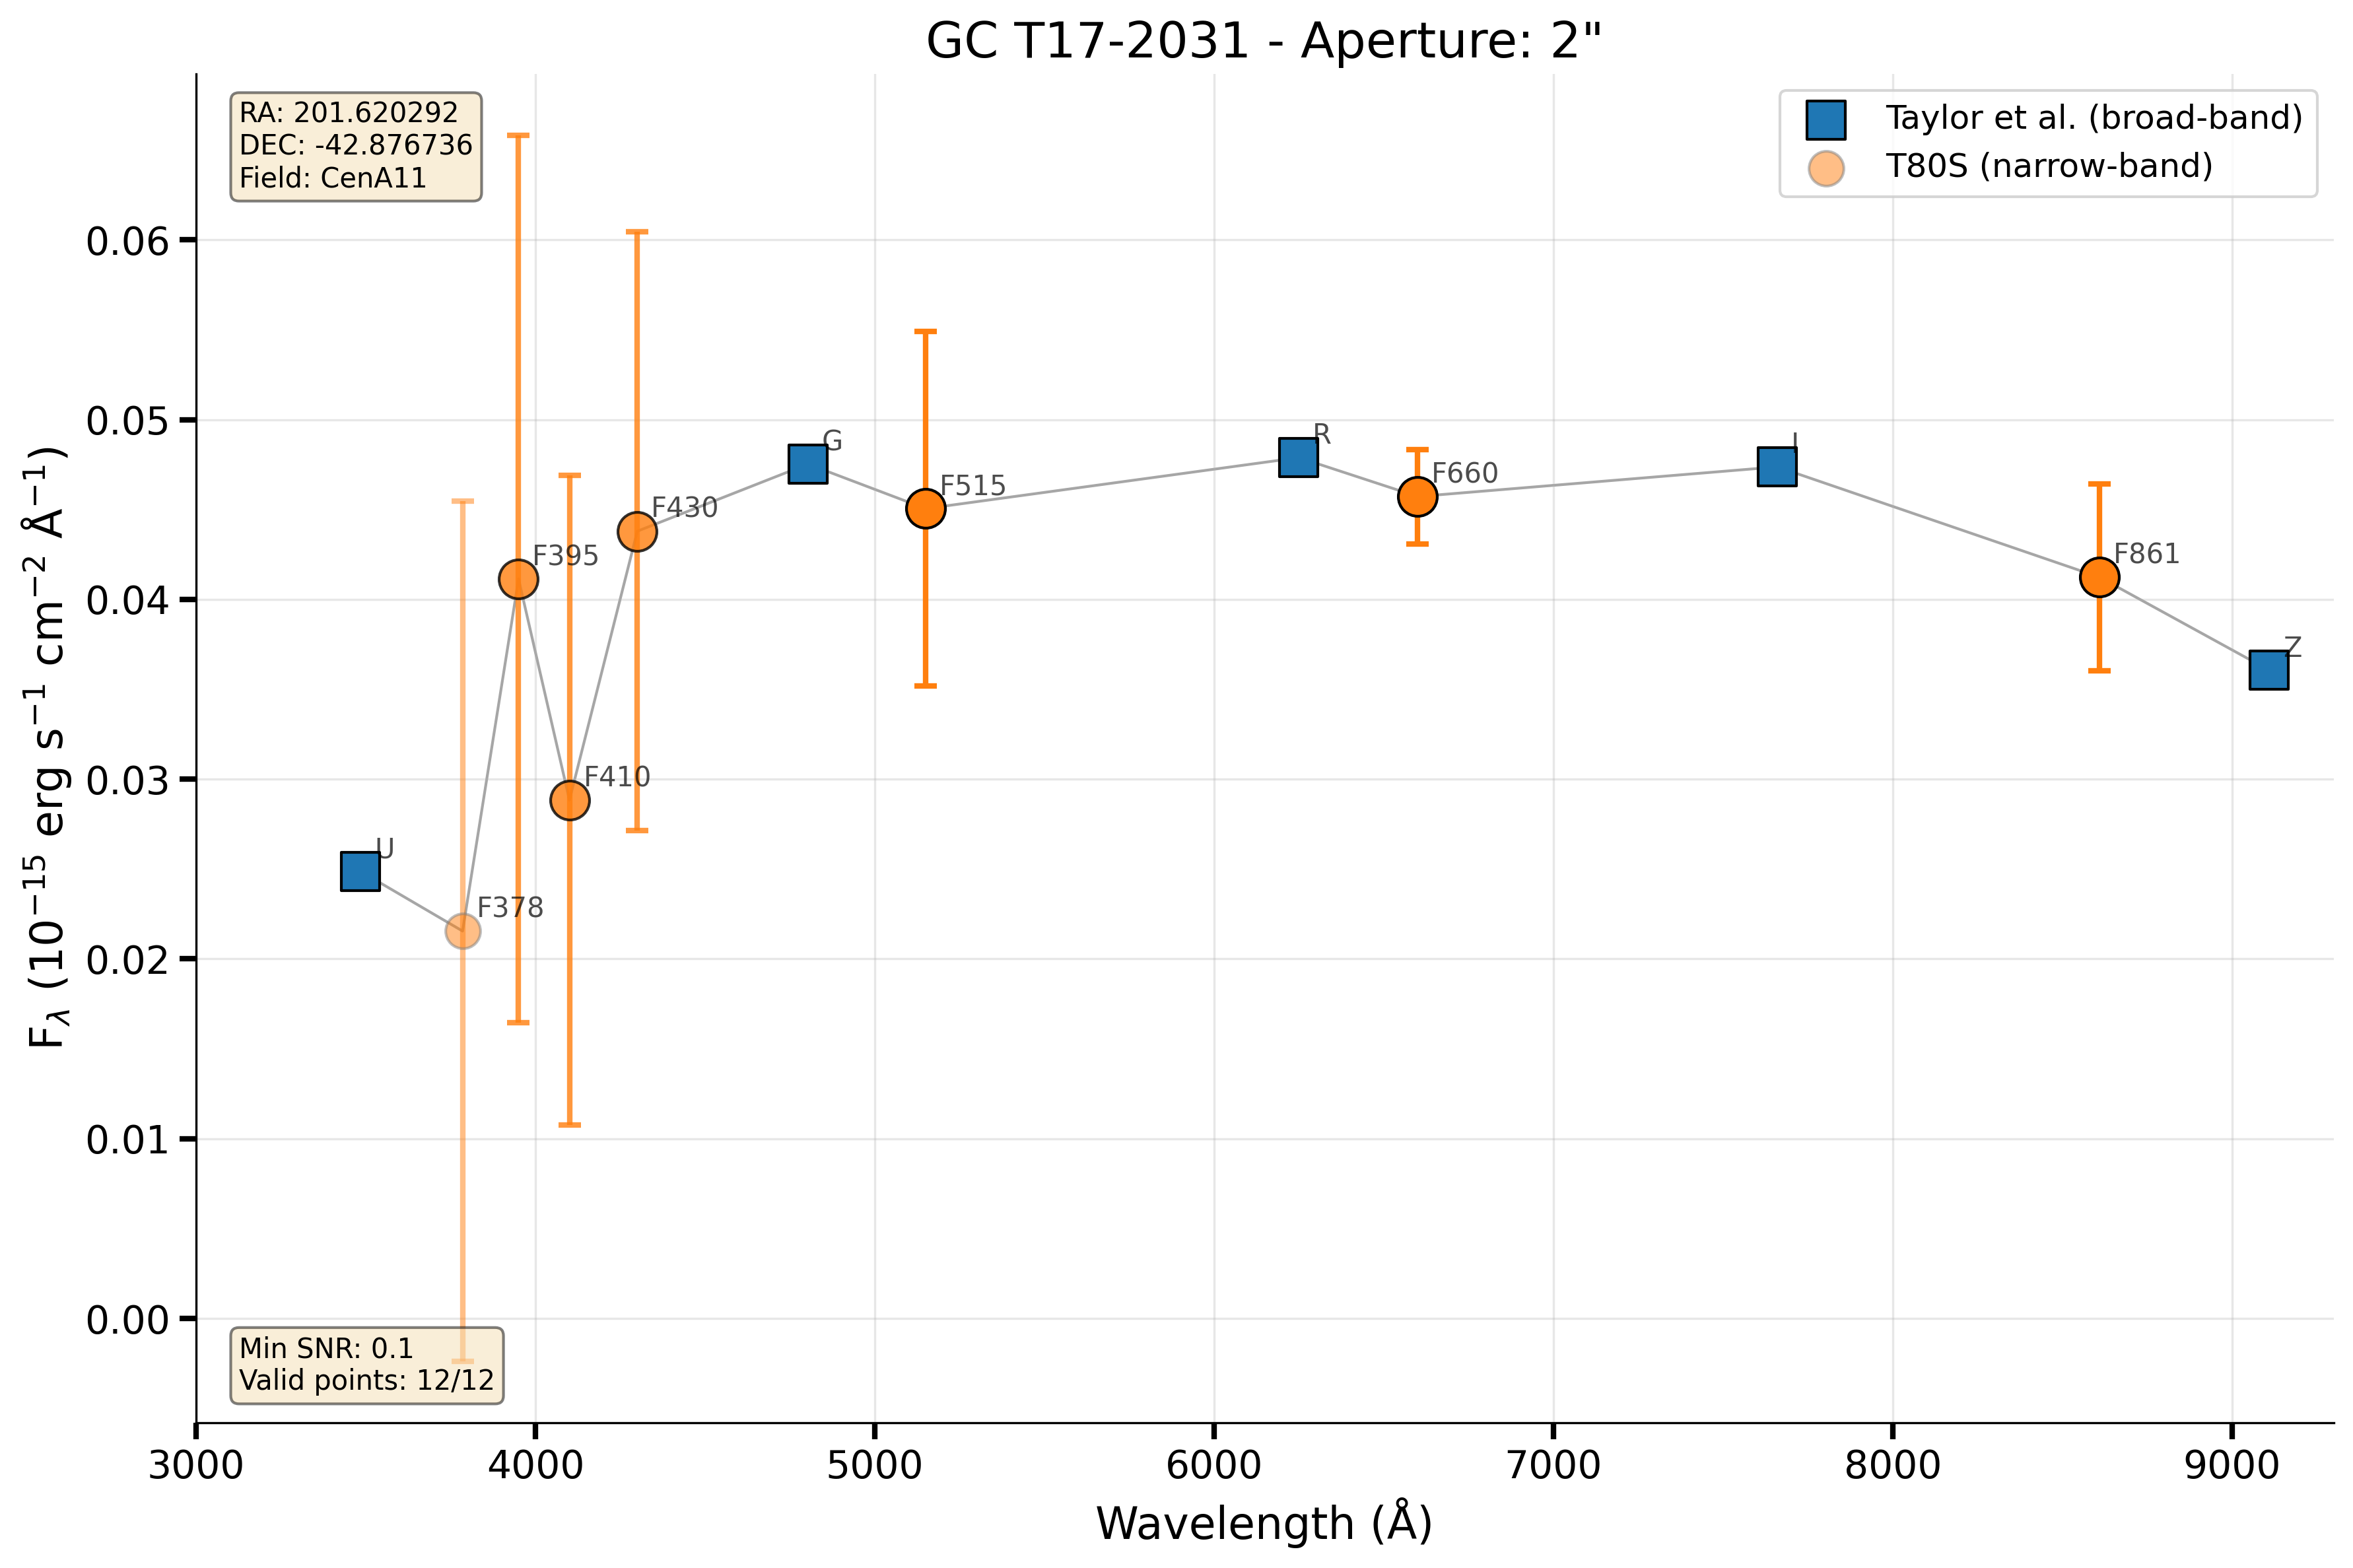 GC T17-2031 - Aperture: 2"
RA: 201.620292
DEC: -42.876736
Field: CenA11
Taylor et al. (broad-band)
T80S (narrow-band)
F_λ (10⁻¹⁵ erg s⁻¹ cm⁻² Å⁻¹)
0.06
0.05
0.04
0.03
0.02
0.01
0.00
U
F378
F395
F410
F430
G
F515
R
F660
I
F861
Z
Min SNR: 0.1
Valid points: 12/12
3000 4000 5000 6000 7000 8000 9000
Wavelength (Å)